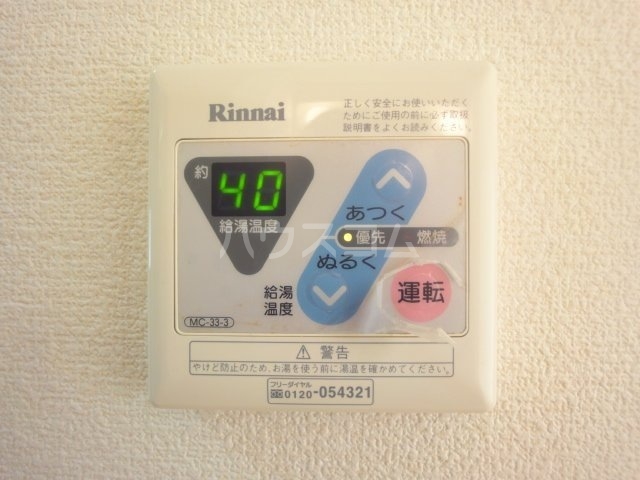 Rinnai
正しく安全にお使いいただく
ためにご使用の前に必ず取扱
説明書をよくお読みください。
約
40
給湯温度
あつく
優先 燃焼
ぬるく
給湯
温度
運転
MC-33-3
ハウスコム
⚠ 警告
やけど防止のため、お湯を使う前に湯温を確かめてください。
フリーダイヤル
0120-054321